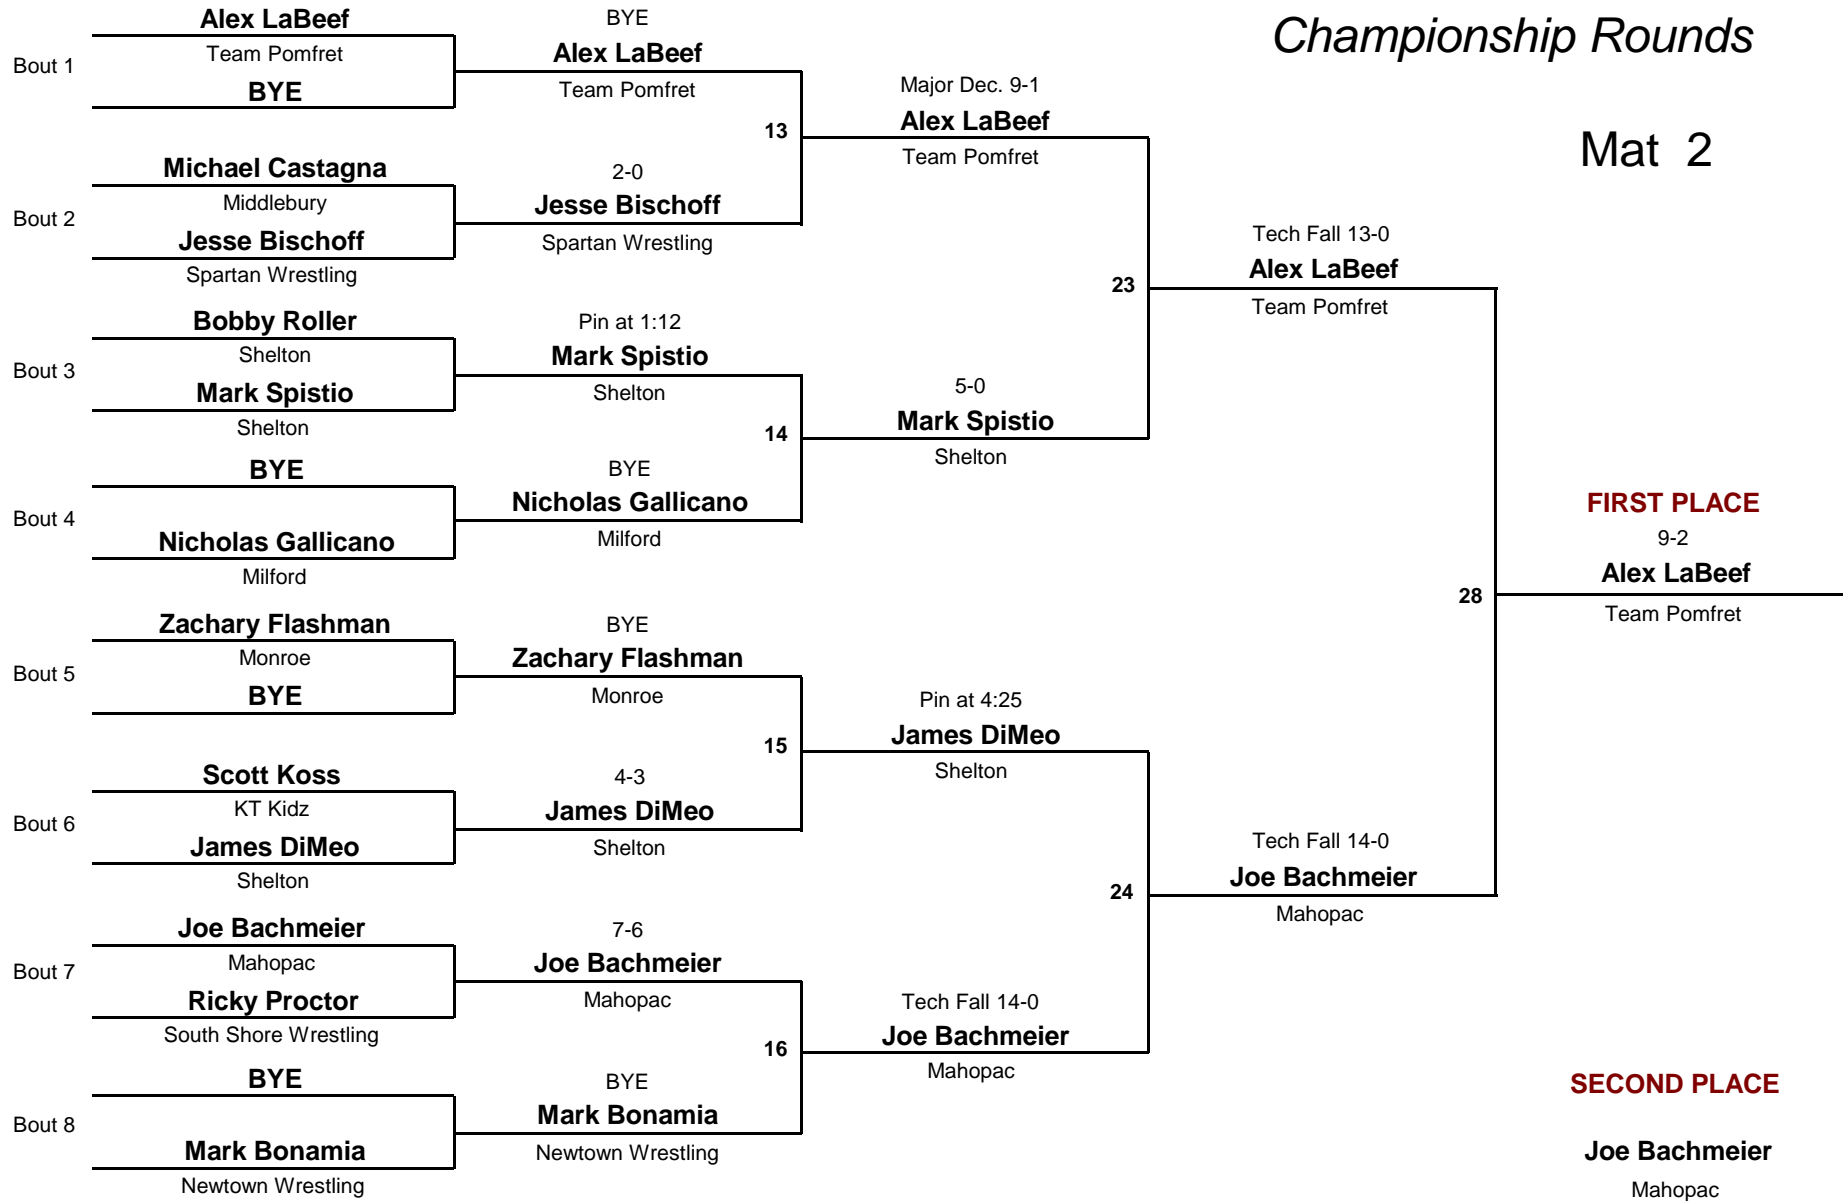 Championship Rounds
Mat 2
Bout 1
Alex LaBeef
Team Pomfret
BYE
Bout 2
Michael Castagna
Middlebury
Jesse Bischoff
Spartan Wrestling
Bout 3
Bobby Roller
Shelton
Mark Spistio
Shelton
Bout 4
BYE
Nicholas Gallicano
Milford
Bout 5
Zachary Flashman
Monroe
BYE
Bout 6
Scott Koss
KT Kidz
James DiMeo
Shelton
Bout 7
Joe Bachmeier
Mahopac
Ricky Proctor
South Shore Wrestling
Bout 8
BYE
Mark Bonamia
Newtown Wrestling
BYE
Alex LaBeef
Team Pomfret
13
2-0
Jesse Bischoff
Spartan Wrestling
Pin at 1:12
Mark Spistio
Shelton
14
BYE
Nicholas Gallicano
Milford
BYE
Zachary Flashman
Monroe
15
4-3
James DiMeo
Shelton
7-6
Joe Bachmeier
Mahopac
16
BYE
Mark Bonamia
Newtown Wrestling
Major Dec. 9-1
Alex LaBeef
Team Pomfret
23
5-0
Mark Spistio
Shelton
Pin at 4:25
James DiMeo
Shelton
24
Tech Fall 14-0
Joe Bachmeier
Mahopac
Tech Fall 13-0
Alex LaBeef
Team Pomfret
28
Tech Fall 14-0
Joe Bachmeier
Mahopac
FIRST PLACE
9-2
Alex LaBeef
Team Pomfret
SECOND PLACE
Joe Bachmeier
Mahopac